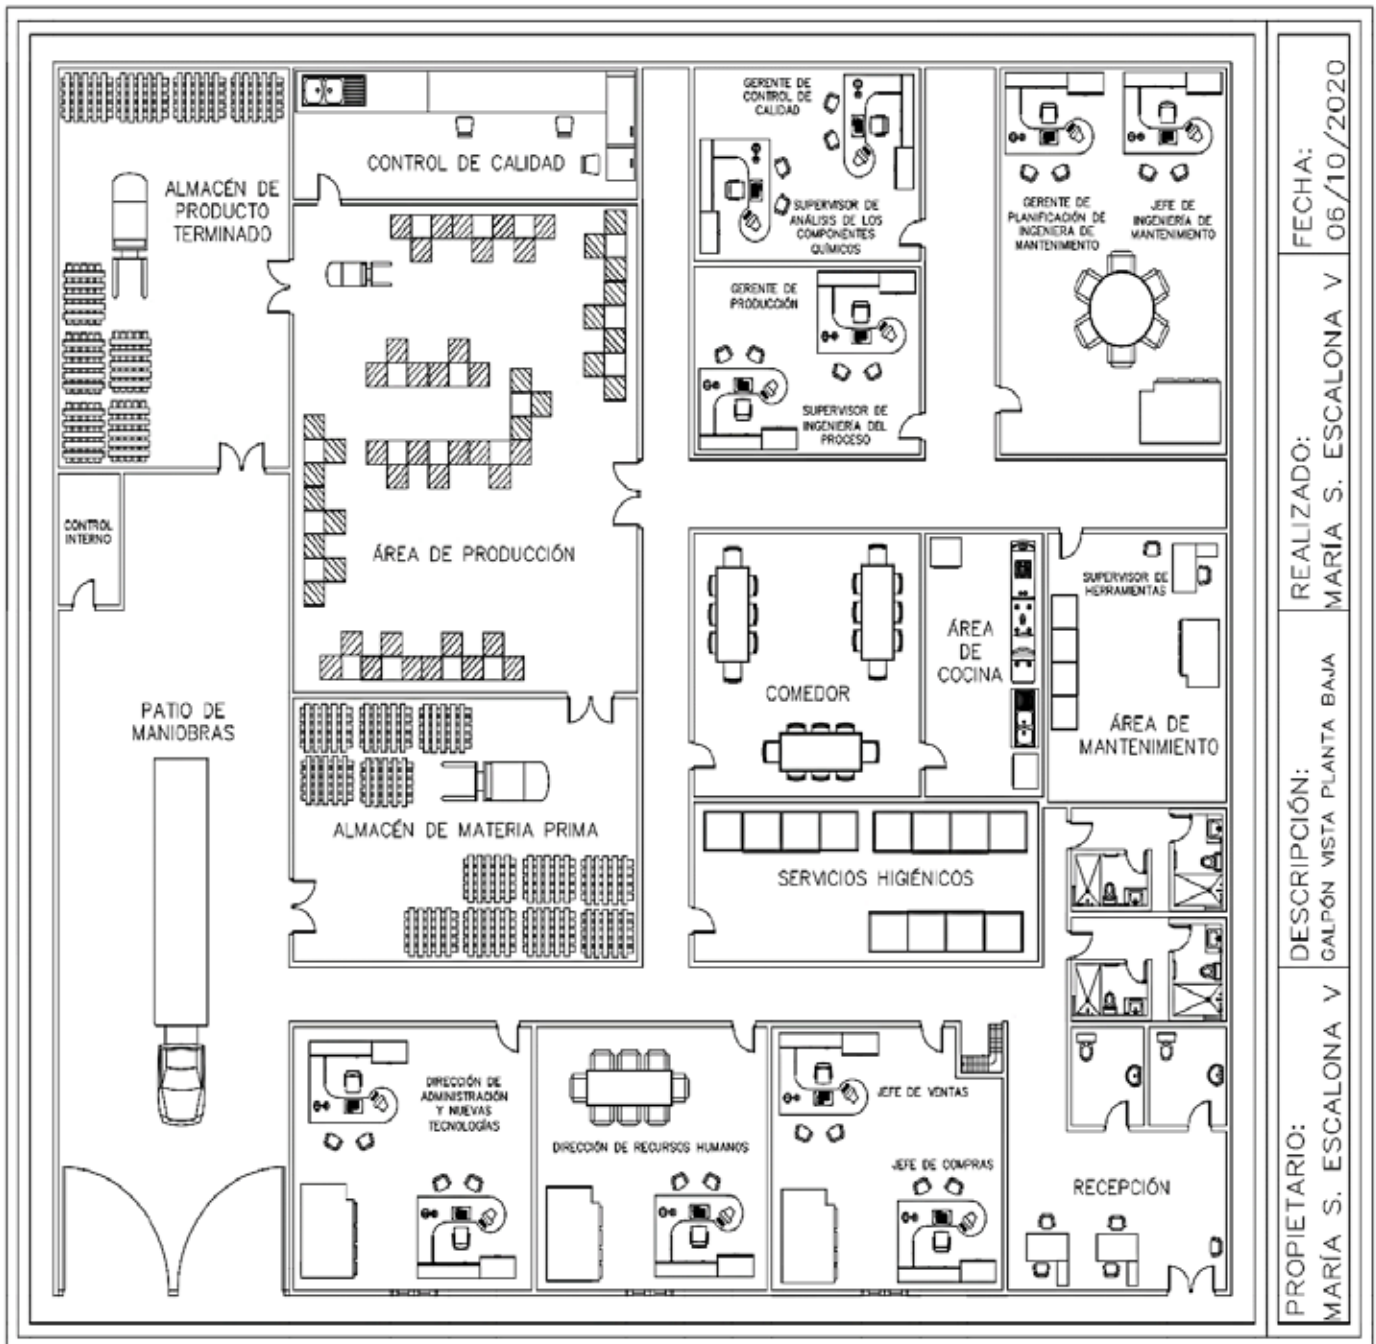 CONTROL DE CALIDAD
ALMACÉN DE
PRODUCTO
TERMINADO
GERENTE DE
CONTROL DE
CALIDAD
SUPERVISOR DE
ANÁLISIS DE LOS
COMPONENTES
QUÍMICOS
GERENTE DE
PLANIFICACIÓN DE
INGENIERA DE
MANTENIMIENTO
JEFE DE
INGENIERÍA DE
MANTENIMIENTO
GERENTE DE
PRODUCCIÓN
SUPERVISOR DE
INGENIERÍA DEL
PROCESO
CONTROL
INTERNO
ÁREA DE PRODUCCIÓN
SUPERVISOR DE
HERRAMIENTAS
ÁREA
DE
COCINA
COMEDOR
ÁREA DE
MANTENIMIENTO
PATIO DE
MANIOBRAS
ALMACÉN DE MATERIA PRIMA
SERVICIOS HIGIÉNICOS
DIRECCIÓN DE
ADMINISTRACIÓN
Y NUEVAS
TECNOLOGÍAS
DIRECCIÓN DE RECURSOS HUMANOS
JEFE DE VENTAS
JEFE DE COMPRAS
RECEPCIÓN
PROPIETARIO:
MARÍA S. ESCALONA V
DESCRIPCIÓN:
GALPÓN VISTA PLANTA BAJA
REALIZADO:
MARÍA S. ESCALONA V
FECHA:
06/10/2020